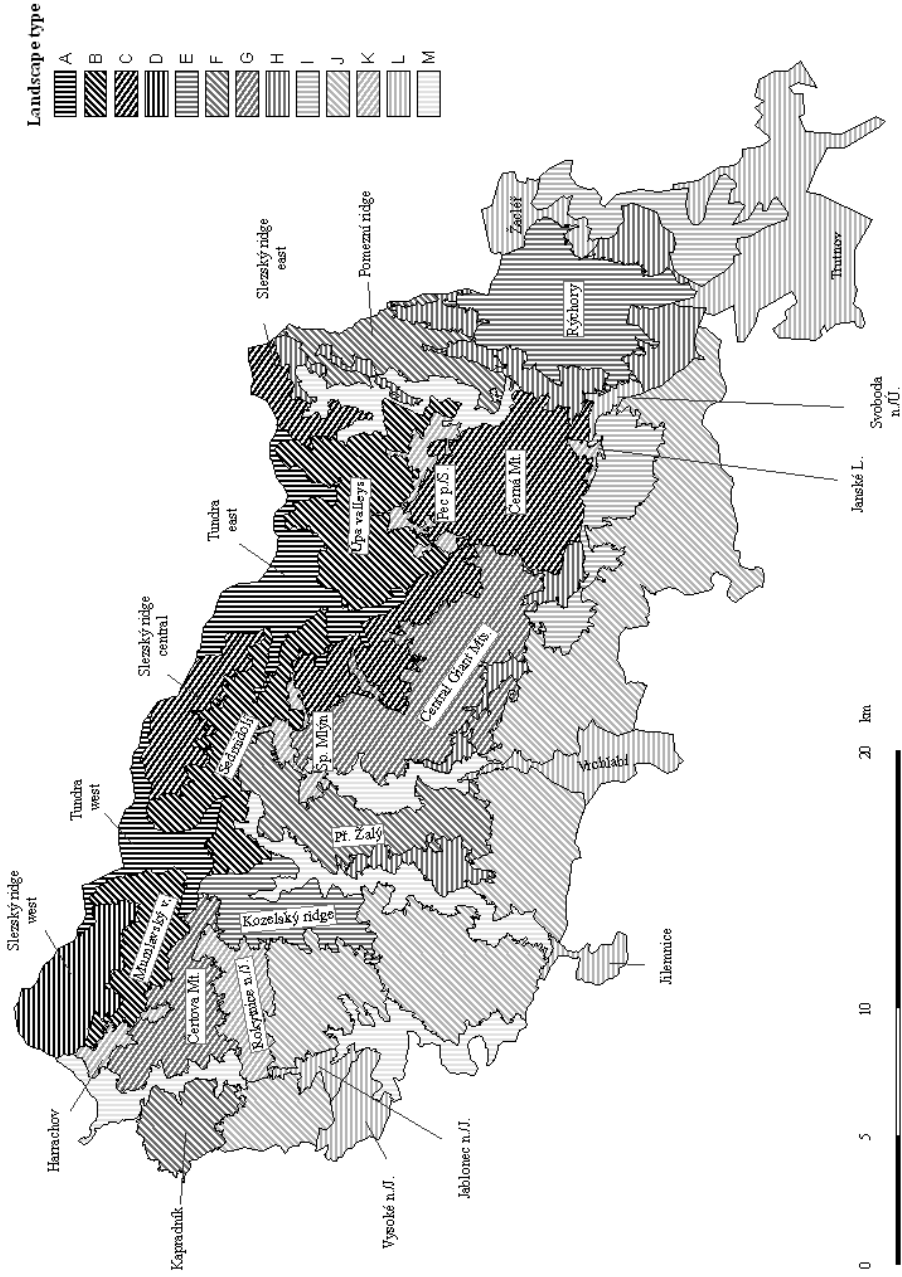 Landscape type
A
B
C
D
E
F
G
H
I
J
K
L
M
Slezský ridge
west
Tundra
west
Slezský ridge
central
Tundra
east
Slezský ridge
east
Pomezní ridge
Harrachov
Kapradník
Mumlavský v.
Certova Mt.
Rokytnice n./J.
Kozelský ridge
Sedmidolí
Sp. Mlýn
Př. Žalý
Central Giant Mts.
Úpa valleys
Pec p./S.
Černá Mt.
Rýchory
Žacléř
Trutnov
Vrchlabí
Svoboda
n./Ú.
Janské L.
Jilemnice
Jablonec n./J.
Vysoké n./J.
0
5
10
20
km